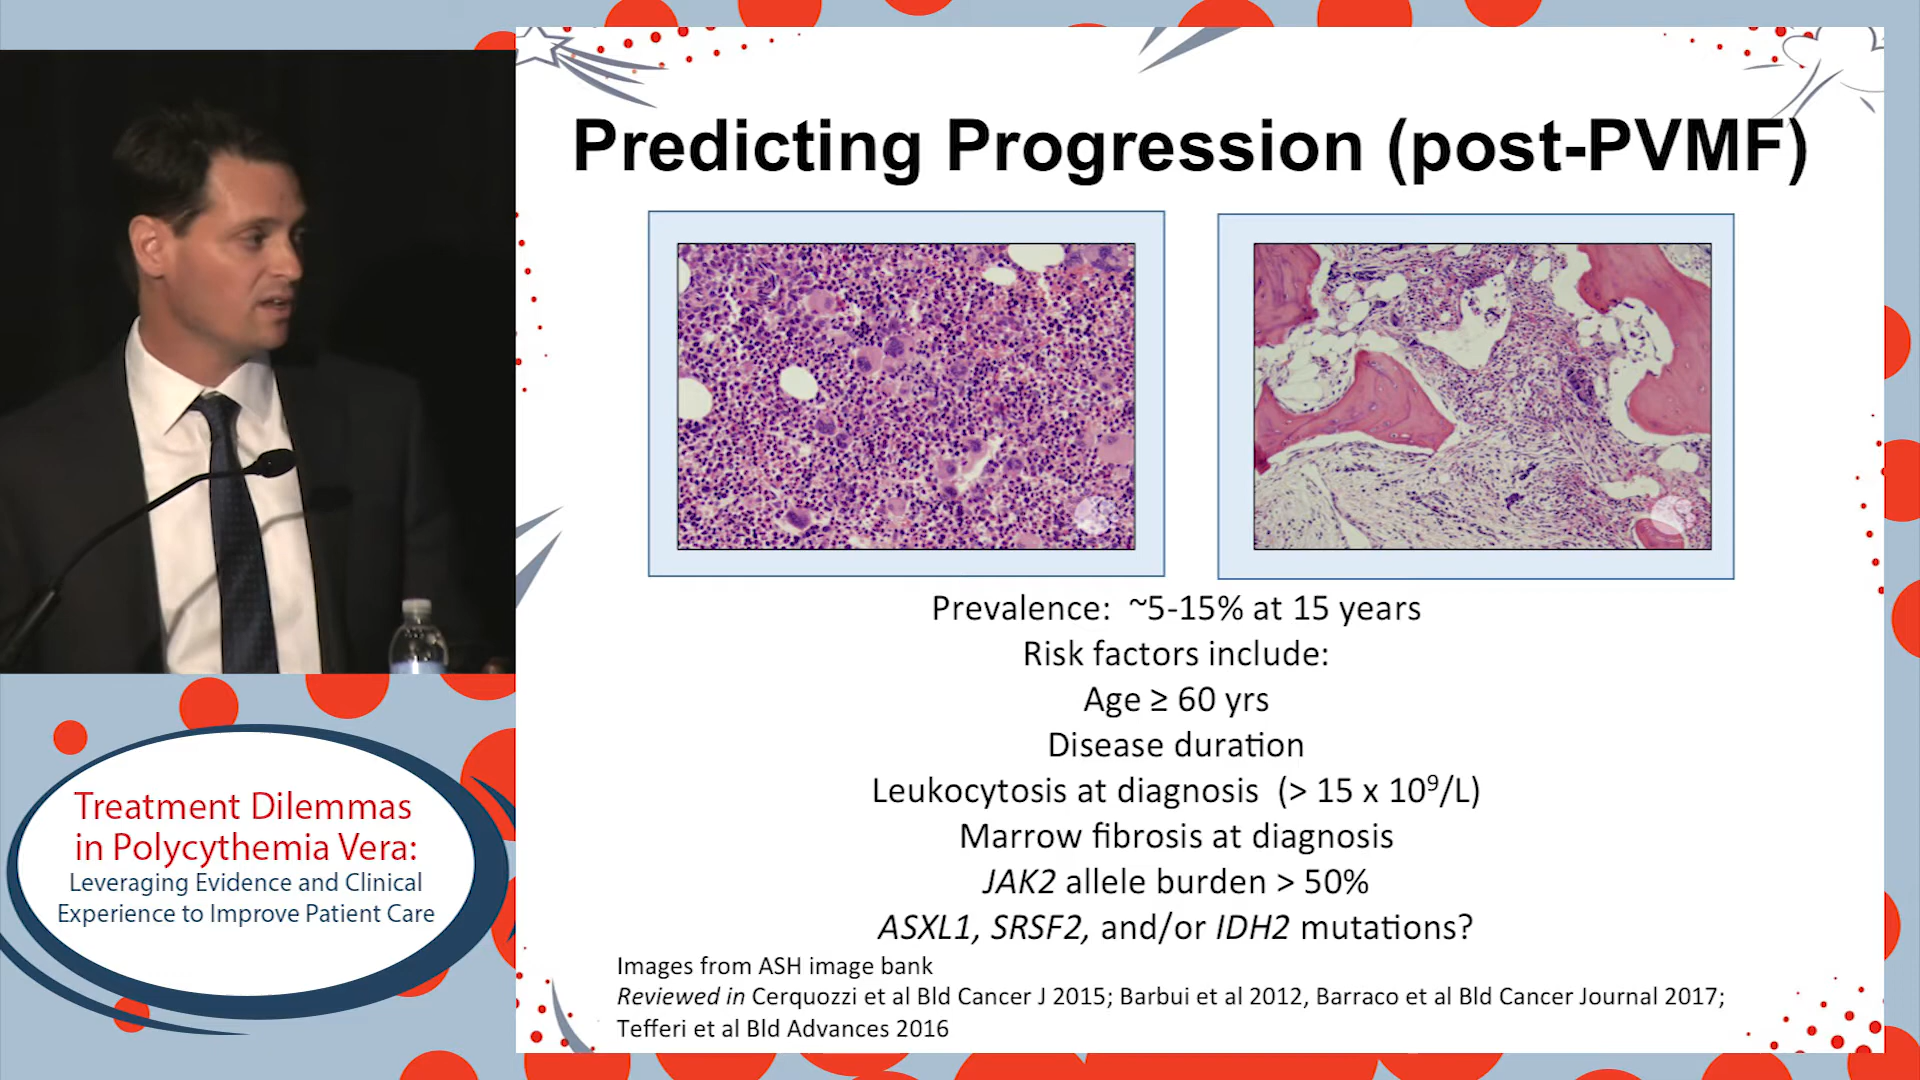 Predicting Progression (post-PVMF)
Prevalence: ~5-15% at 15 years
Risk factors include:
Age ≥ 60 yrs
Disease duration
Leukocytosis at diagnosis (> 15 x 10⁹/L)
Marrow fibrosis at diagnosis
JAK2 allele burden > 50%
ASXL1, SRSF2, and/or IDH2 mutations?
Images from ASH image bank
Reviewed in Cerquozzi et al Bld Cancer J 2015; Barbui et al 2012, Barraco et al Bld Cancer Journal 2017;
Tefferi et al Bld Advances 2016
Treatment Dilemmas
in Polycythemia Vera:
Leveraging Evidence and Clinical
Experience to Improve Patient Care